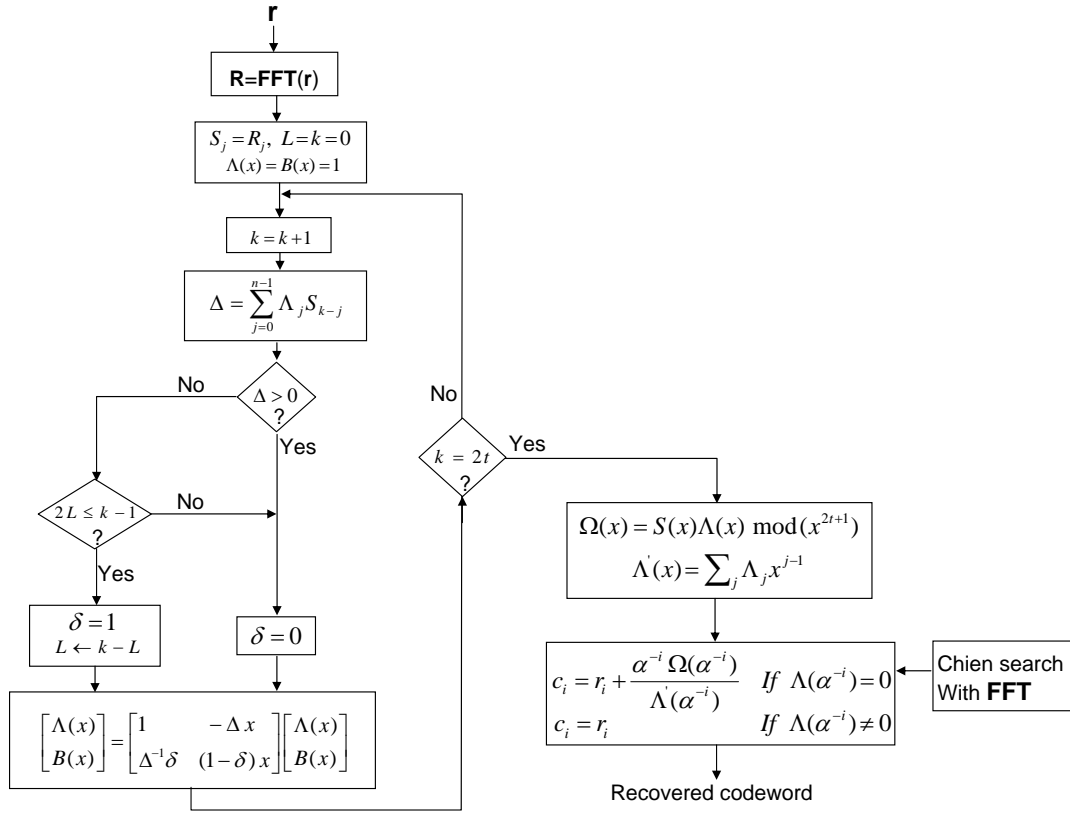 r
R=FFT(r)
S_j = R_j, L=k=0
Λ(x)=B(x)=1
k=k+1
Δ = ∑_{j=0}^{n-1} Λ_j S_{k-j}
Δ > 0
?
No
Yes
2L ≤ k-1
?
No
Yes
δ=1
L ← k-L
δ=0
[Λ(x) B(x)] = [1 -Δx Δ^{-1}δ (1-δ)x] [Λ(x) B(x)]
No
k = 2t
?
Yes
Ω(x) = S(x)Λ(x) mod(x^{2t+1})
Λ'(x) = ∑_j Λ_j x^{j-1}
c_i = r_i + α^{-i} Ω(α^{-i}) / Λ'(α^{-i}) If Λ(α^{-i})=0
c_i = r_i If Λ(α^{-i})≠0
Chien search
With FFT
Recovered codeword